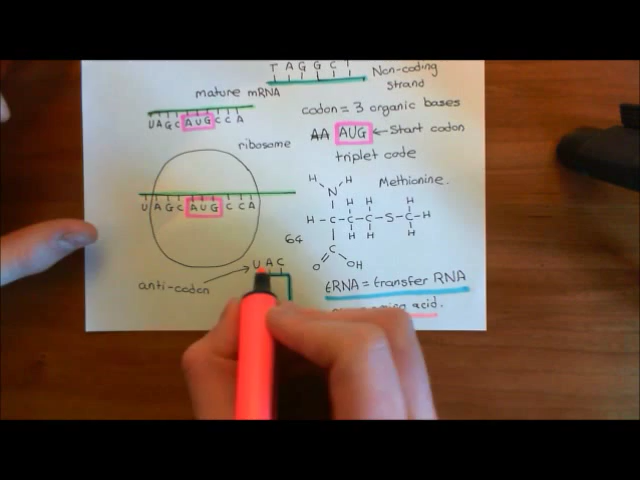 T A G G C T
Non-coding
strand
mature mRNA
U A G C A U G C C A
codon = 3 organic bases
AA AUG ← Start codon
triplet code
ribosome
U A G C A U G C C A
Methionine.
H H
N
H - C - C - C - S - C - H
H H H H H
C
O OH
64
U A C
anti-codon
tRNA = transfer RNA
acid.